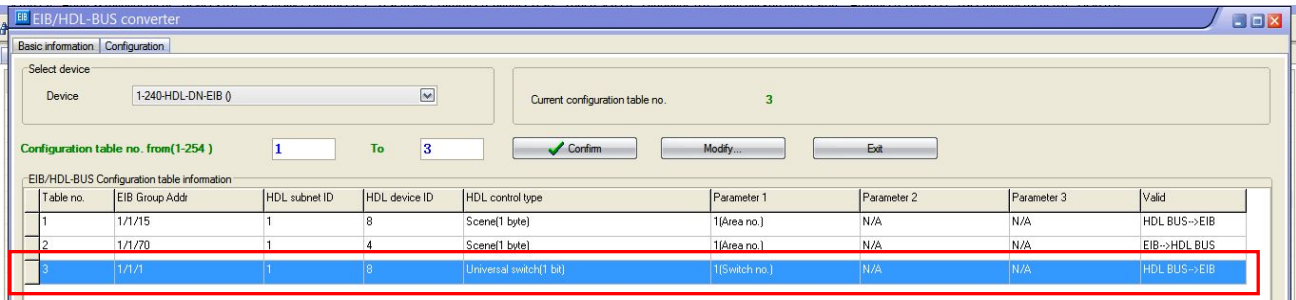 EIB EIB/HDL-BUS converter
Basic information Configuration
Select device
Device 1-240-HDL-DN-EIB ()
Current configuration table no. 3
Configuration table no. from(1-254 ) 1 To 3 Confirm Modify... Exit
EIB/HDL-BUS Configuration table information
Table no. EIB Group Addr HDL subnet ID HDL device ID HDL control type Parameter 1 Parameter 2 Parameter 3 Valid
1 1/1/15 1 8 Scene(1 byte) 1(Area no.) N/A N/A HDL BUS-->EIB
2 1/1/70 1 4 Scene(1 byte) 1(Area no.) N/A N/A EIB-->HDL BUS
3 1/1/1 1 8 Universal switch(1 bit) 1(Switch no.) N/A N/A HDL BUS-->EIB